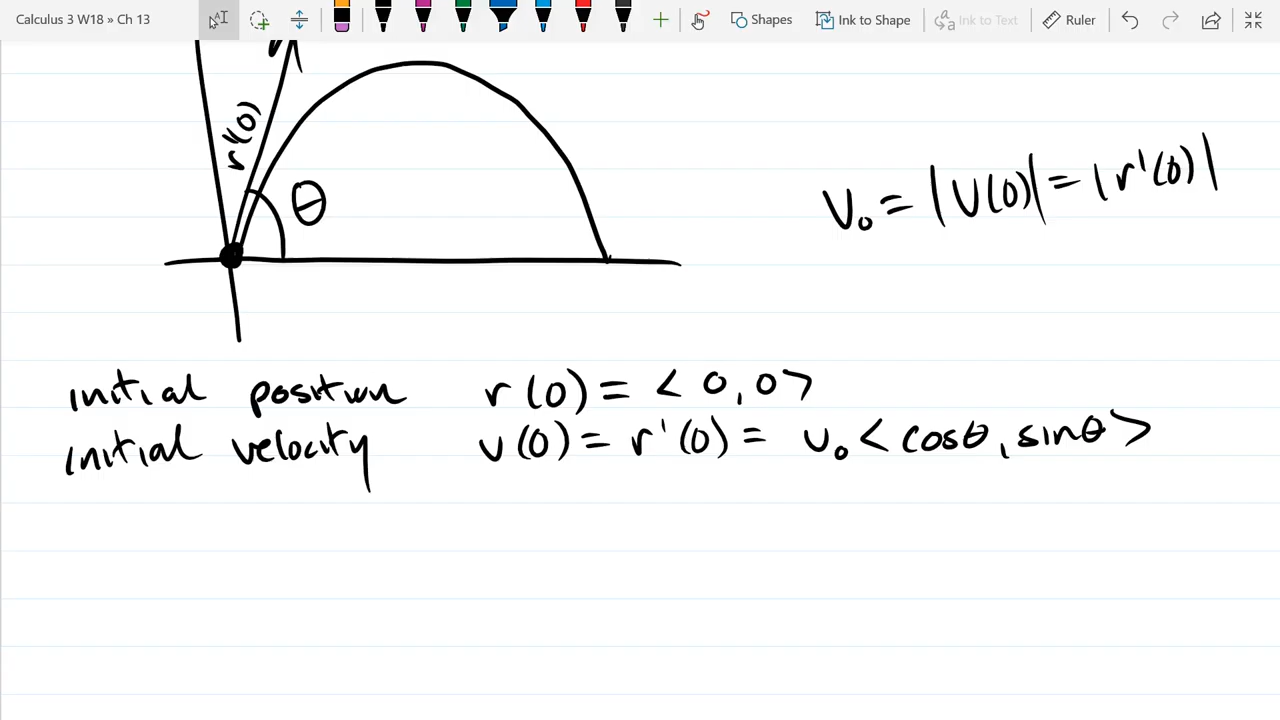 Calculus 3 W18 » Ch 13
Shapes
Ink to Shape
Ink to Text
Ruler
r'(0)
θ
V₀ = |V(0)| = |r'(0)|
initial position r(0) = <0,0>
initial velocity v(0) = r'(0) = v₀<cosθ, sinθ>